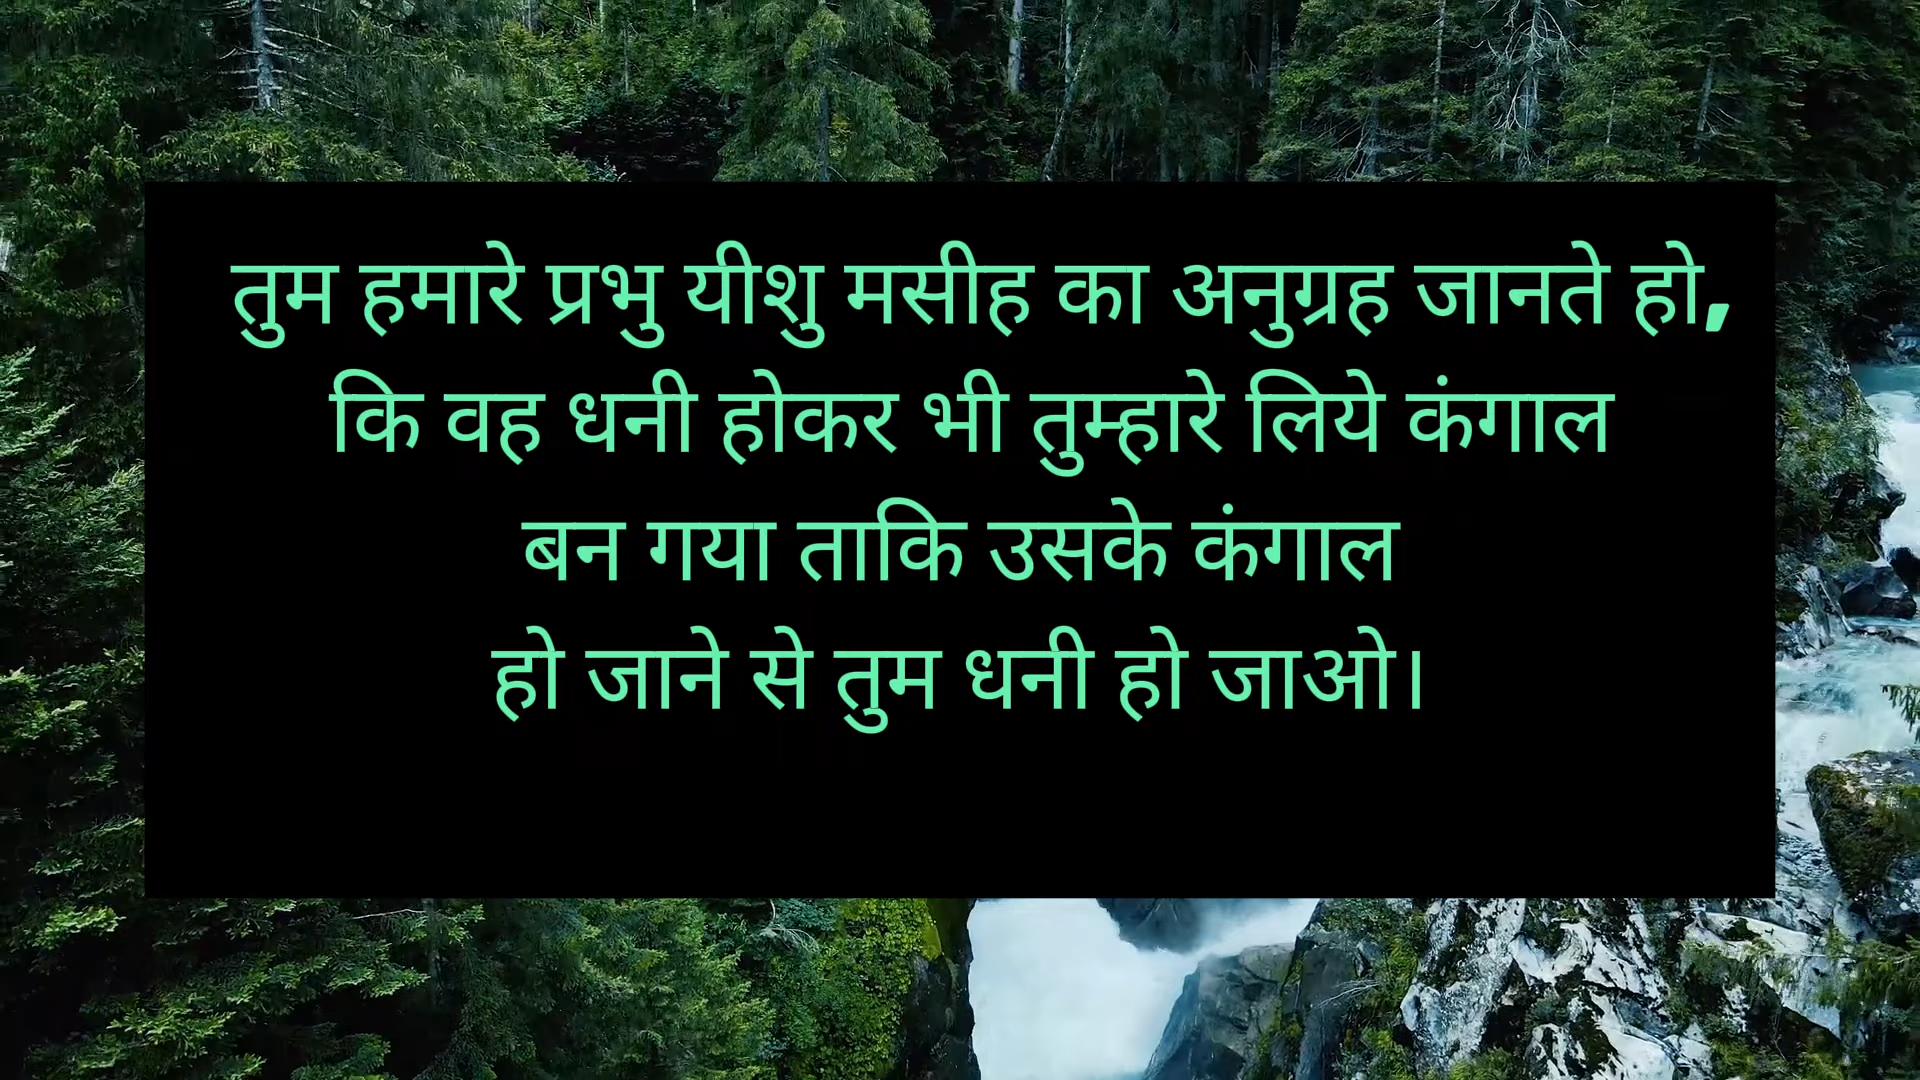 तुम हमारे प्रभु यीशु मसीह का अनुग्रह जानते हो,
कि वह धनी होकर भी तुम्हारे लिये कंगाल
बन गया ताकि उसके कंगाल
हो जाने से तुम धनी हो जाओ।